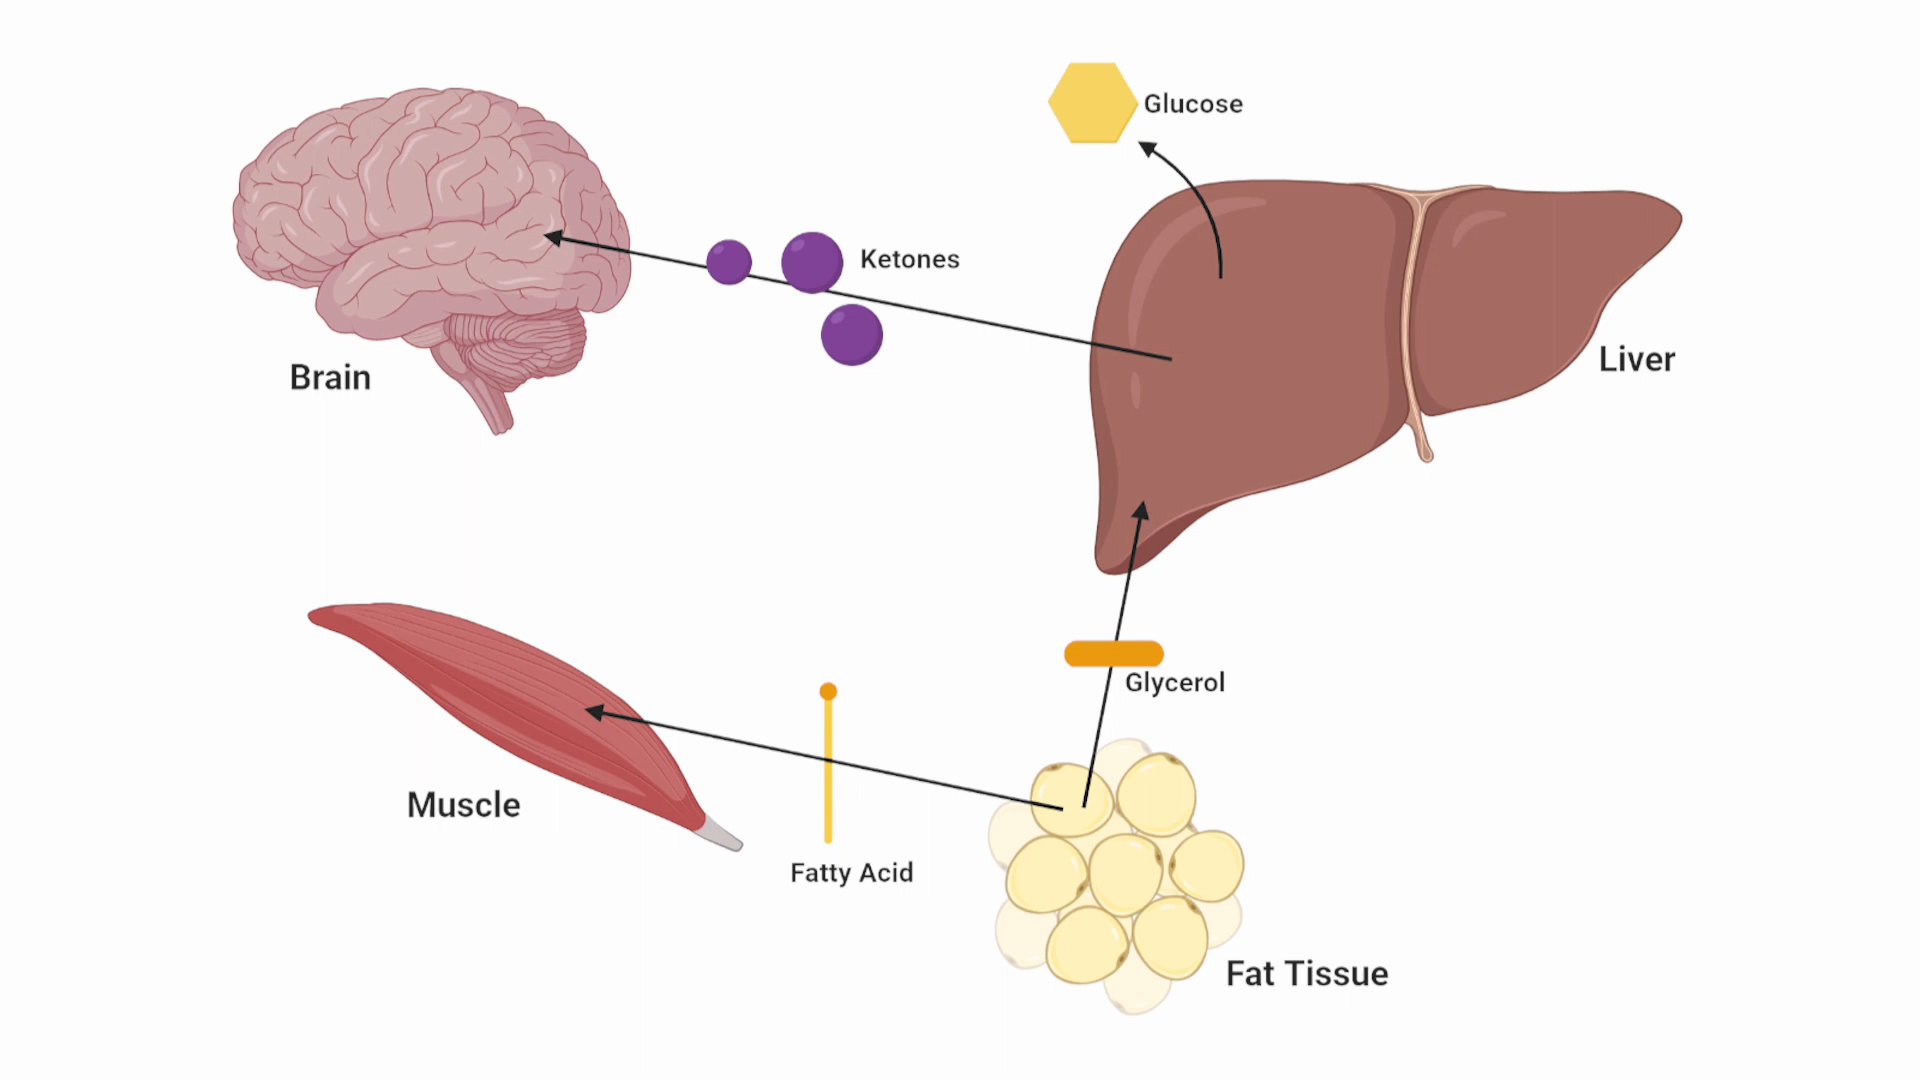 Glucose
Ketones
Liver
Brain
Glycerol
Muscle
Fatty Acid
Fat Tissue